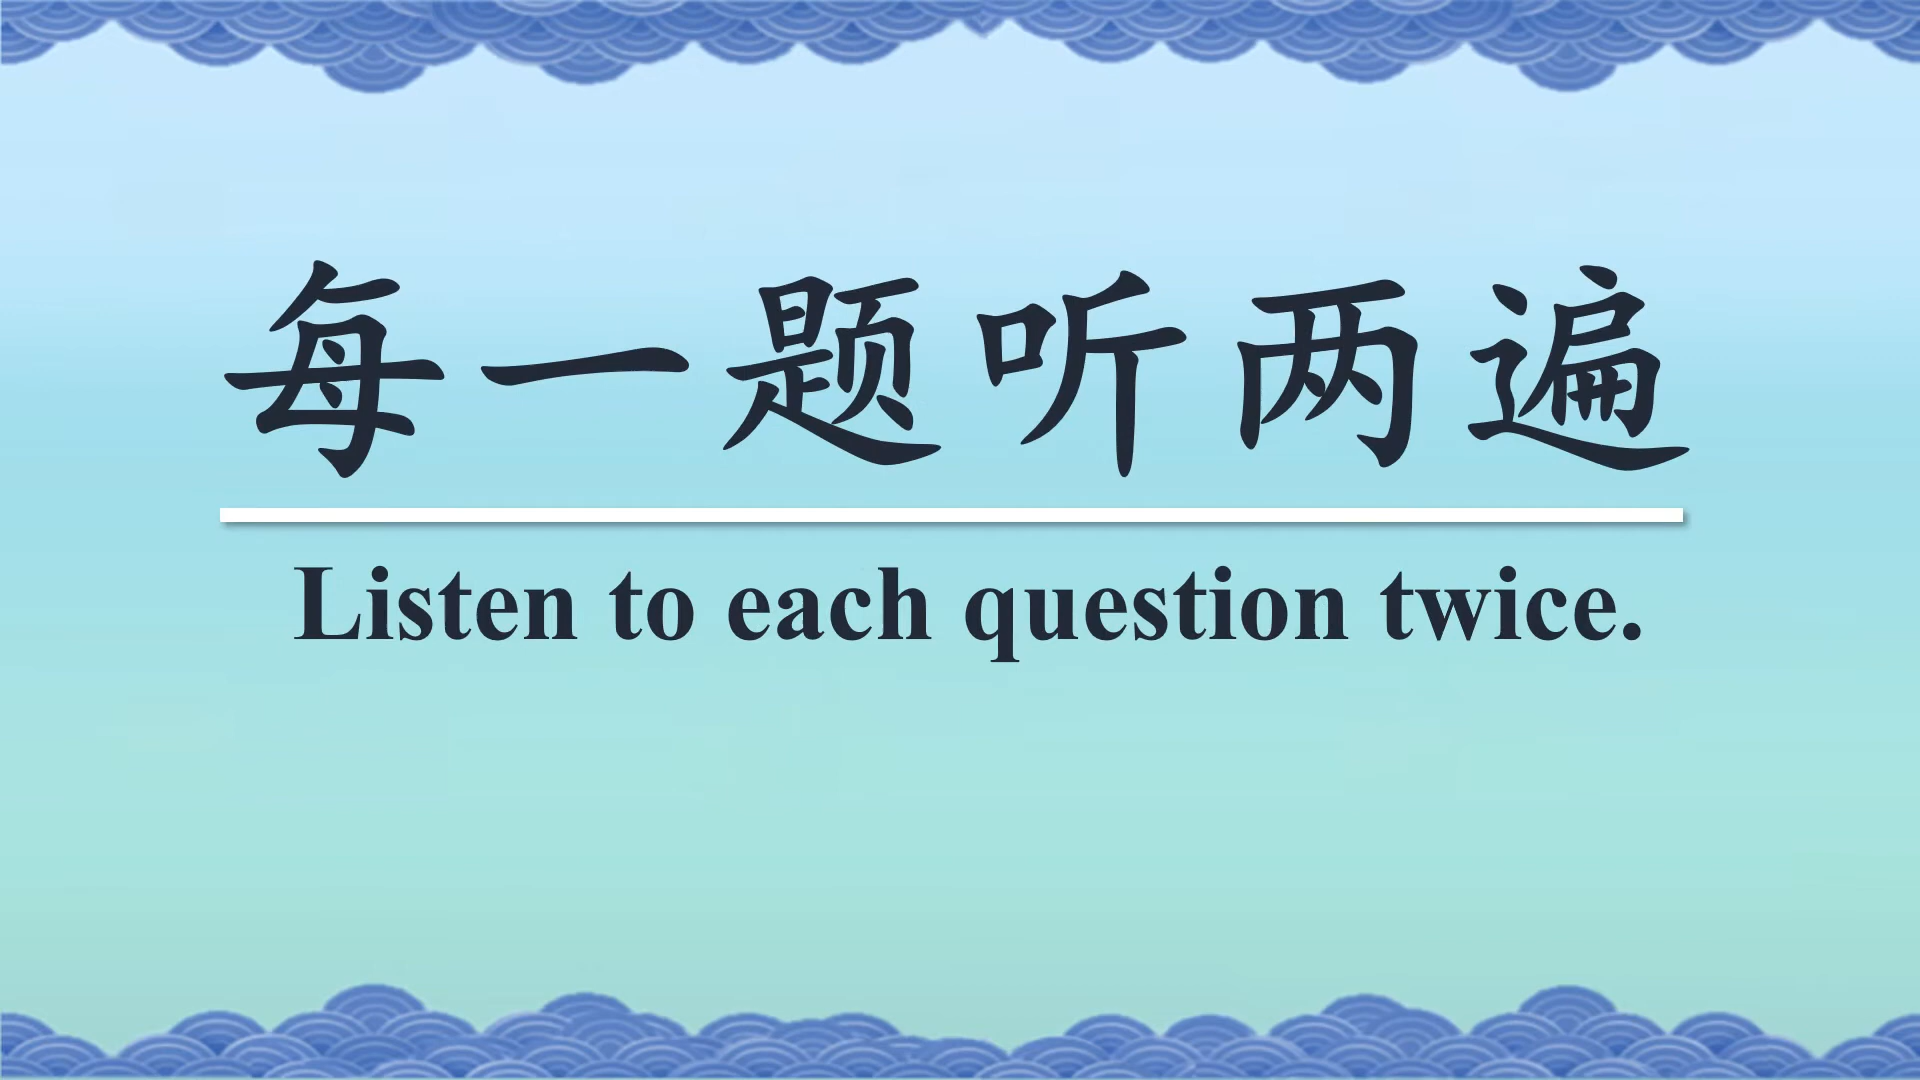 每一题听两遍
Listen to each question twice.